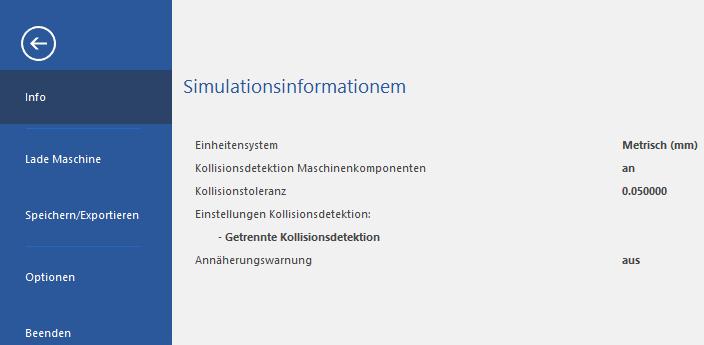 Simulationsinformationem
Info
Einheitensystem Metrisch (mm)
Lade Maschine
Kollisionsdetektion Maschinenkomponenten an
Kollisionstoleranz 0.050000
Speichern/Exportieren
Einstellungen Kollisionsdetektion:
- Getrennte Kollisionsdetektion
Annäherungswarnung aus
Optionen
Beenden